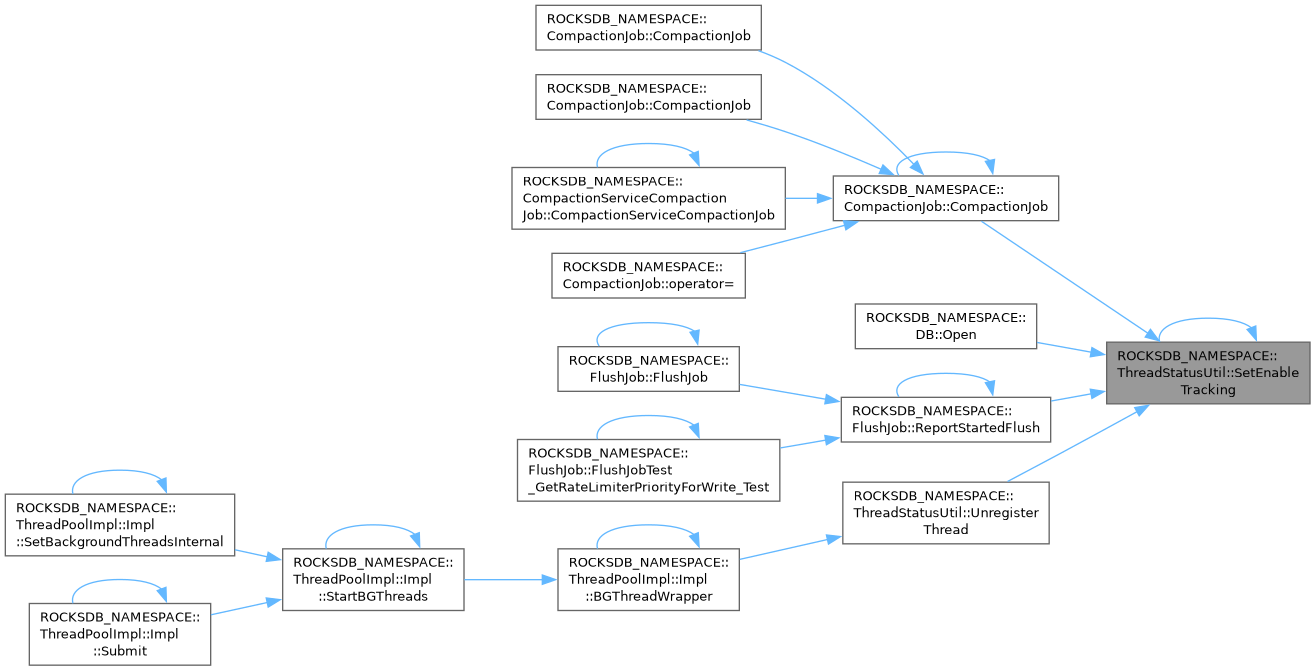 ROCKSDB_NAMESPACE::
CompactionJob::CompactionJob
ROCKSDB_NAMESPACE::
CompactionJob::CompactionJob
ROCKSDB_NAMESPACE::
CompactionServiceCompaction
Job::CompactionServiceCompactionJob
ROCKSDB_NAMESPACE::
CompactionJob::CompactionJob
ROCKSDB_NAMESPACE::
CompactionJob::operator=
ROCKSDB_NAMESPACE::
DB::Open
ROCKSDB_NAMESPACE::
ThreadStatusUtil::SetEnable
Tracking
ROCKSDB_NAMESPACE::
FlushJob::FlushJob
ROCKSDB_NAMESPACE::
FlushJob::ReportStartedFlush
ROCKSDB_NAMESPACE::
FlushJob::FlushJobTest
_GetRateLimiterPriorityForWrite_Test
ROCKSDB_NAMESPACE::
ThreadStatusUtil::Unregister
Thread
ROCKSDB_NAMESPACE::
ThreadPoolImpl::Impl
::SetBackgroundThreadsInternal
ROCKSDB_NAMESPACE::
ThreadPoolImpl::Impl
::StartBGThreads
ROCKSDB_NAMESPACE::
ThreadPoolImpl::Impl
::BGThreadWrapper
ROCKSDB_NAMESPACE::
ThreadPoolImpl::Impl
::Submit